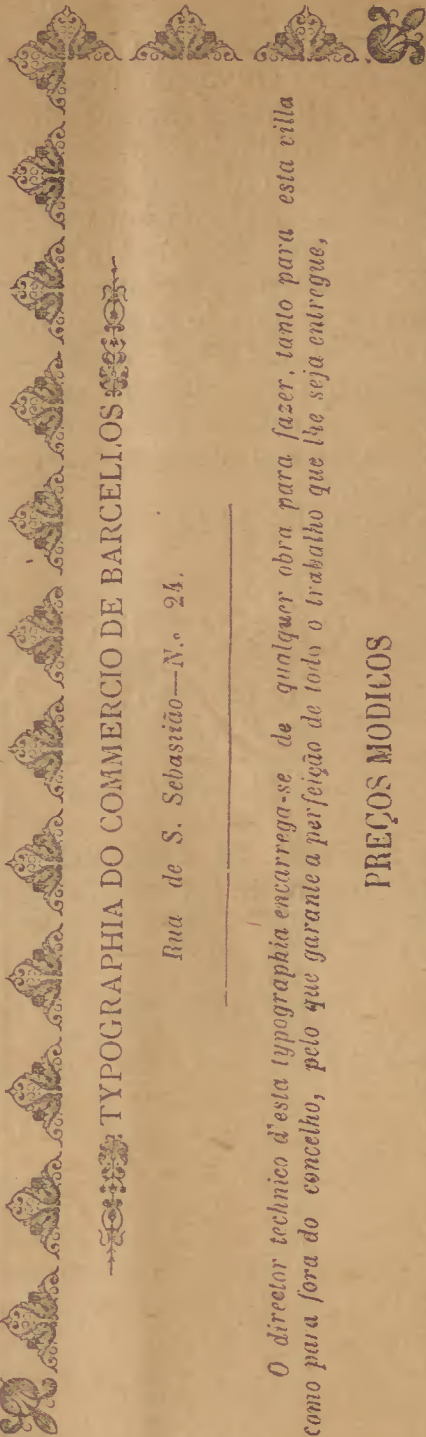 TYPOGRAPHIA DO COMMERCIO DE BARCELLOS
Rua de S. Sebastião—N.º 24.
O director technico d'esta typographia encarrega-se de qualquer obra para fazer, tanto para esta villa
como para fora do concelho, pelo que garante a perfeição de todo o trabalho que lhe seja entregue,
PREÇOS MODICOS